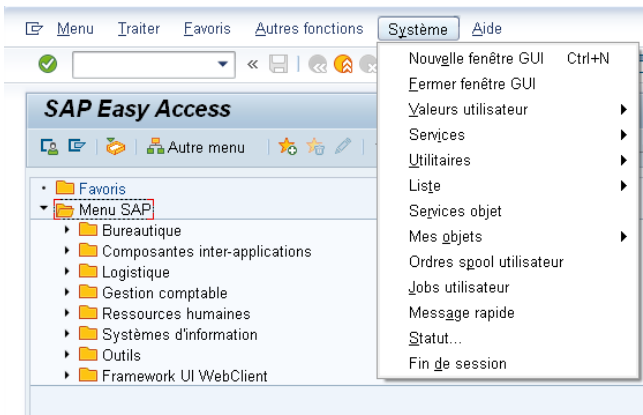 Menu Traiter Favoris Autres fonctions Système Aide
Nouvelle fenêtre GUI Ctrl+N
Fermer fenêtre GUI
Valeurs utilisateur
Services
Utilitaires
Liste
Services objet
Mes objets
Ordres spool utilisateur
Jobs utilisateur
Message rapide
Statut...
Fin de session
SAP Easy Access
Autre menu
Favoris
Menu SAP
Bureautique
Composantes inter-applications
Logistique
Gestion comptable
Ressources humaines
Systèmes d'information
Outils
Framework UI WebClient